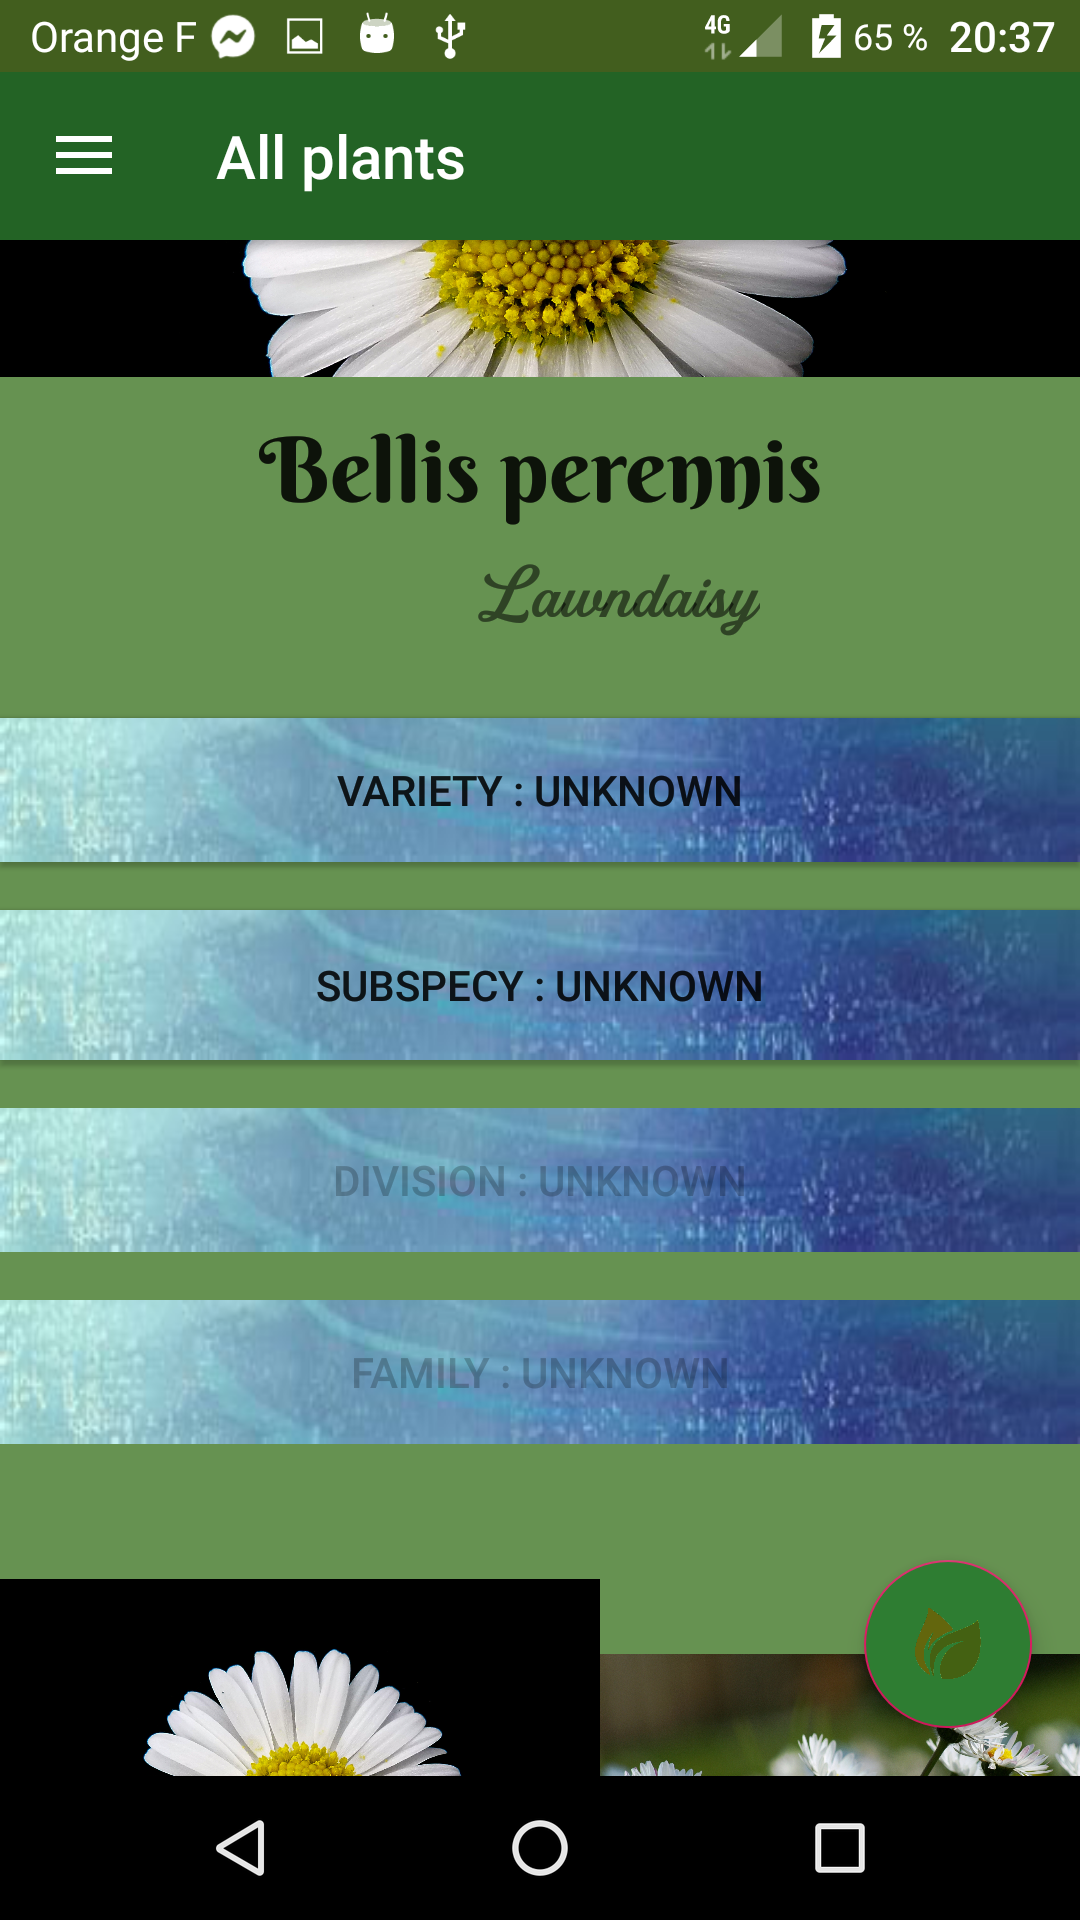 Orange F 4G 65 % 20:37
All plants
Bellis perennis
Lawndaisy
VARIETY : UNKNOWN
SUBSPECY : UNKNOWN
DIVISION : UNKNOWN
FAMILY : UNKNOWN